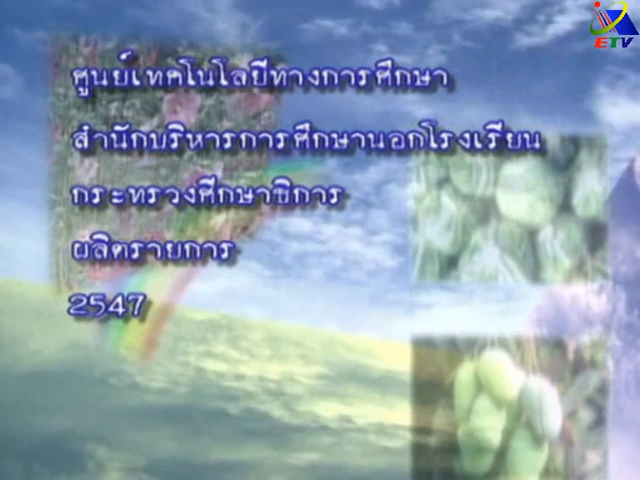 ETV
ศูนย์เทคโนโลยีทางการศึกษา
สำนักบริหารการศึกษานอกโรงเรียน
กระทรวงศึกษาธิการ
ผลิตรายการ
2547